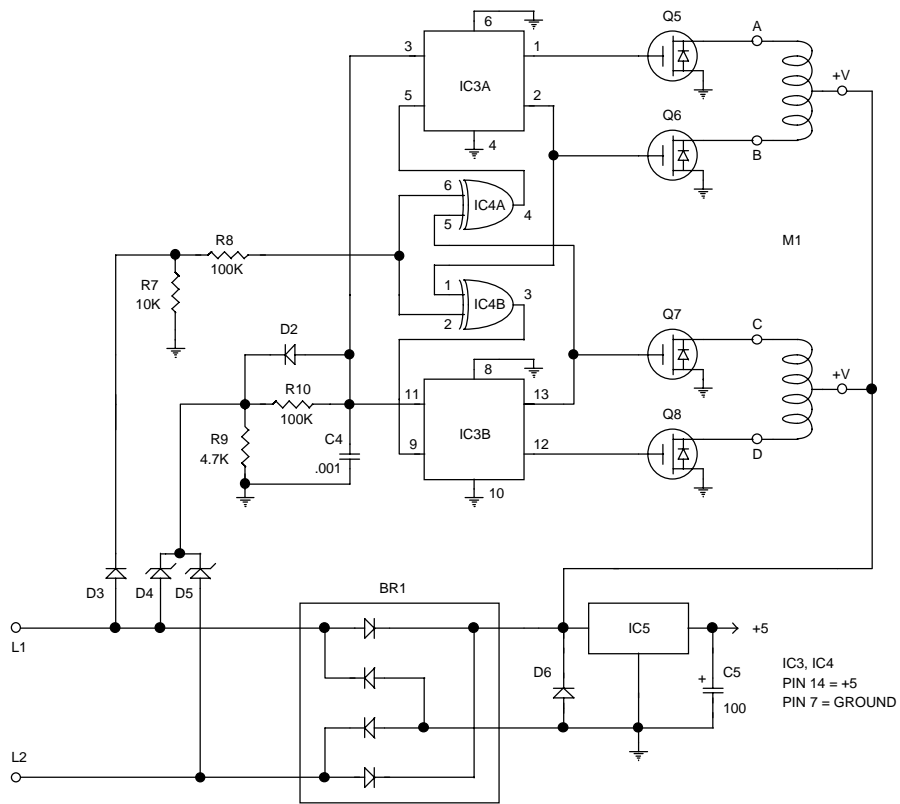 6
Q5
A
3
1
IC3A
+V
5
2
Q6
4
B
6
IC4A
5
4
M1
R8
100K
R7
10K
1
IC4B
3
2
Q7
C
D2
8
+V
R10
100K
11
13
Q8
R9
4.7K
C4
.001
IC3B
9
12
10
D
D3
D4
D5
BR1
L1
IC5
+5
D6
+
C5
100
IC3, IC4
PIN 14 = +5
PIN 7 = GROUND
L2